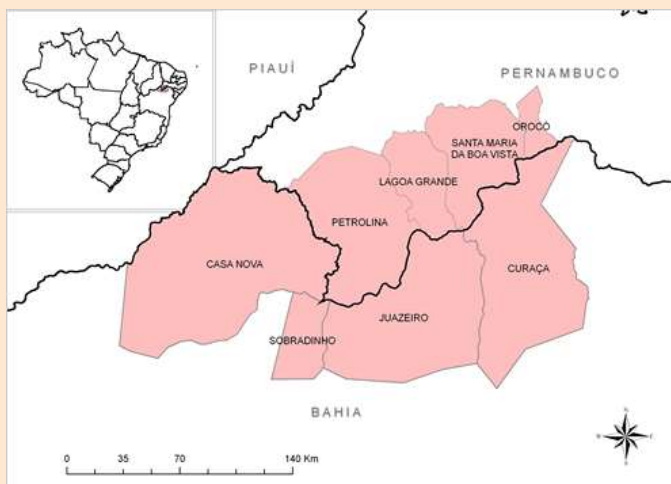 PIAUÍ
PERNAMBUCO
OROCÓ
SANTA MARIA
DA BOA VISTA
LAGOA GRANDE
PETROLINA
CASA NOVA
CURAÇA
JUAZEIRO
SOBRADINHO
BAHIA
0 35 70 140 Km